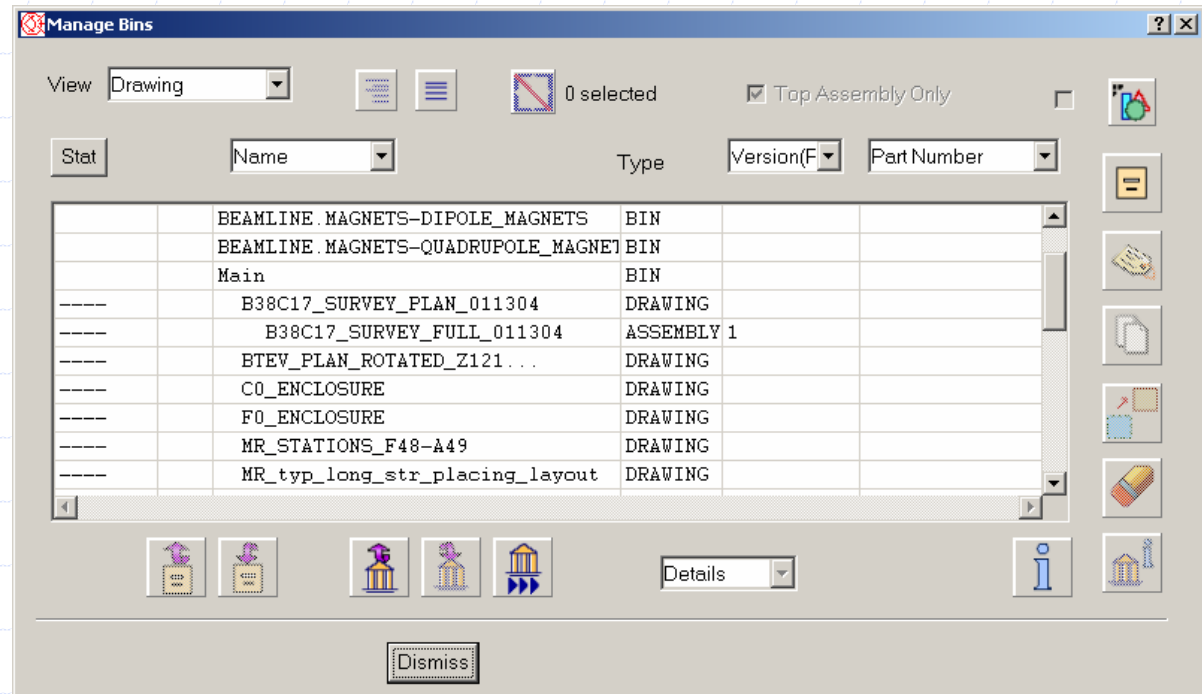 Manage Bins
View Drawing 0 selected Top Assembly Only
Stat Name Type Version(F Part Number
BEAMLINE.MAGNETS-DIPOLE_MAGNETS BIN
BEAMLINE.MAGNETS-QUADRUPOLE_MAGNET BIN
Main BIN
---- B38C17_SURVEY_PLAN_011304 DRAWING
---- B38C17_SURVEY_FULL_011304 ASSEMBLY 1
---- BTEV_PLAN_ROTATED_Z121... DRAWING
---- C0_ENCLOSURE DRAWING
---- F0_ENCLOSURE DRAWING
---- MR_STATIONS_F48-A49 DRAWING
---- MR_typ_long_str_placing_layout DRAWING
Details
Dismiss